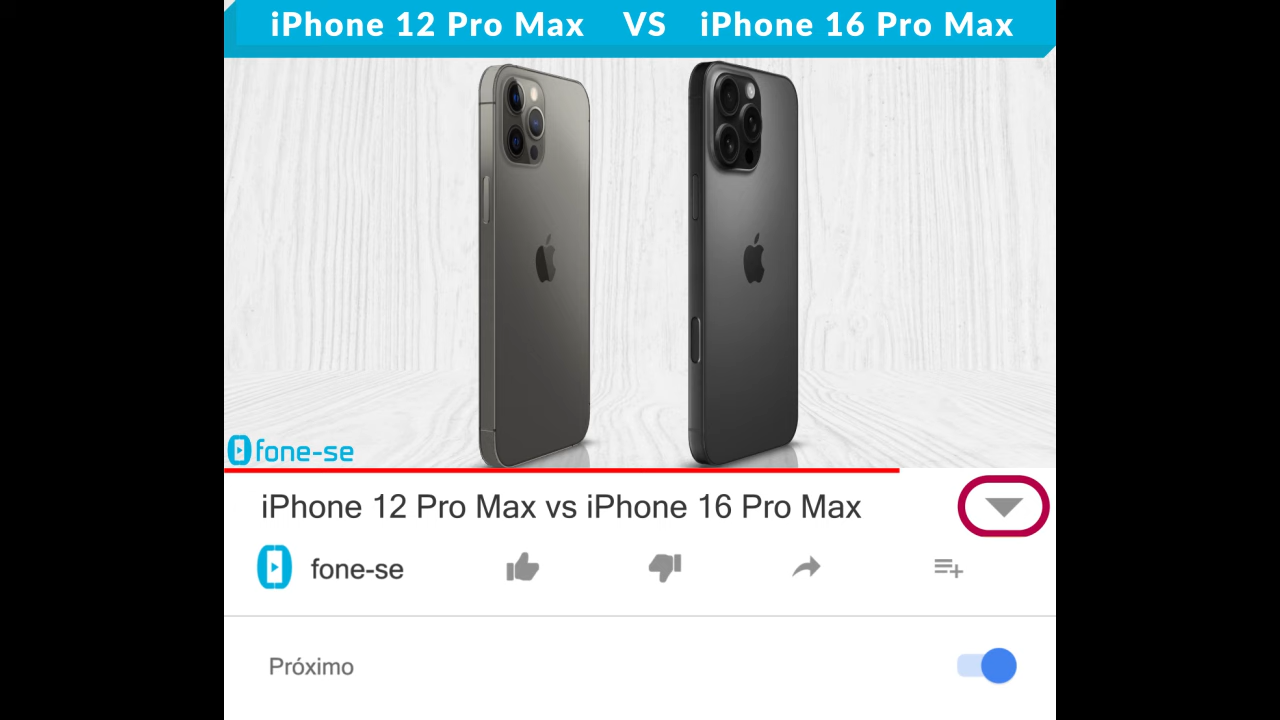 iPhone 12 Pro Max VS iPhone 16 Pro Max
fone-se
iPhone 12 Pro Max vs iPhone 16 Pro Max
fone-se
Próximo